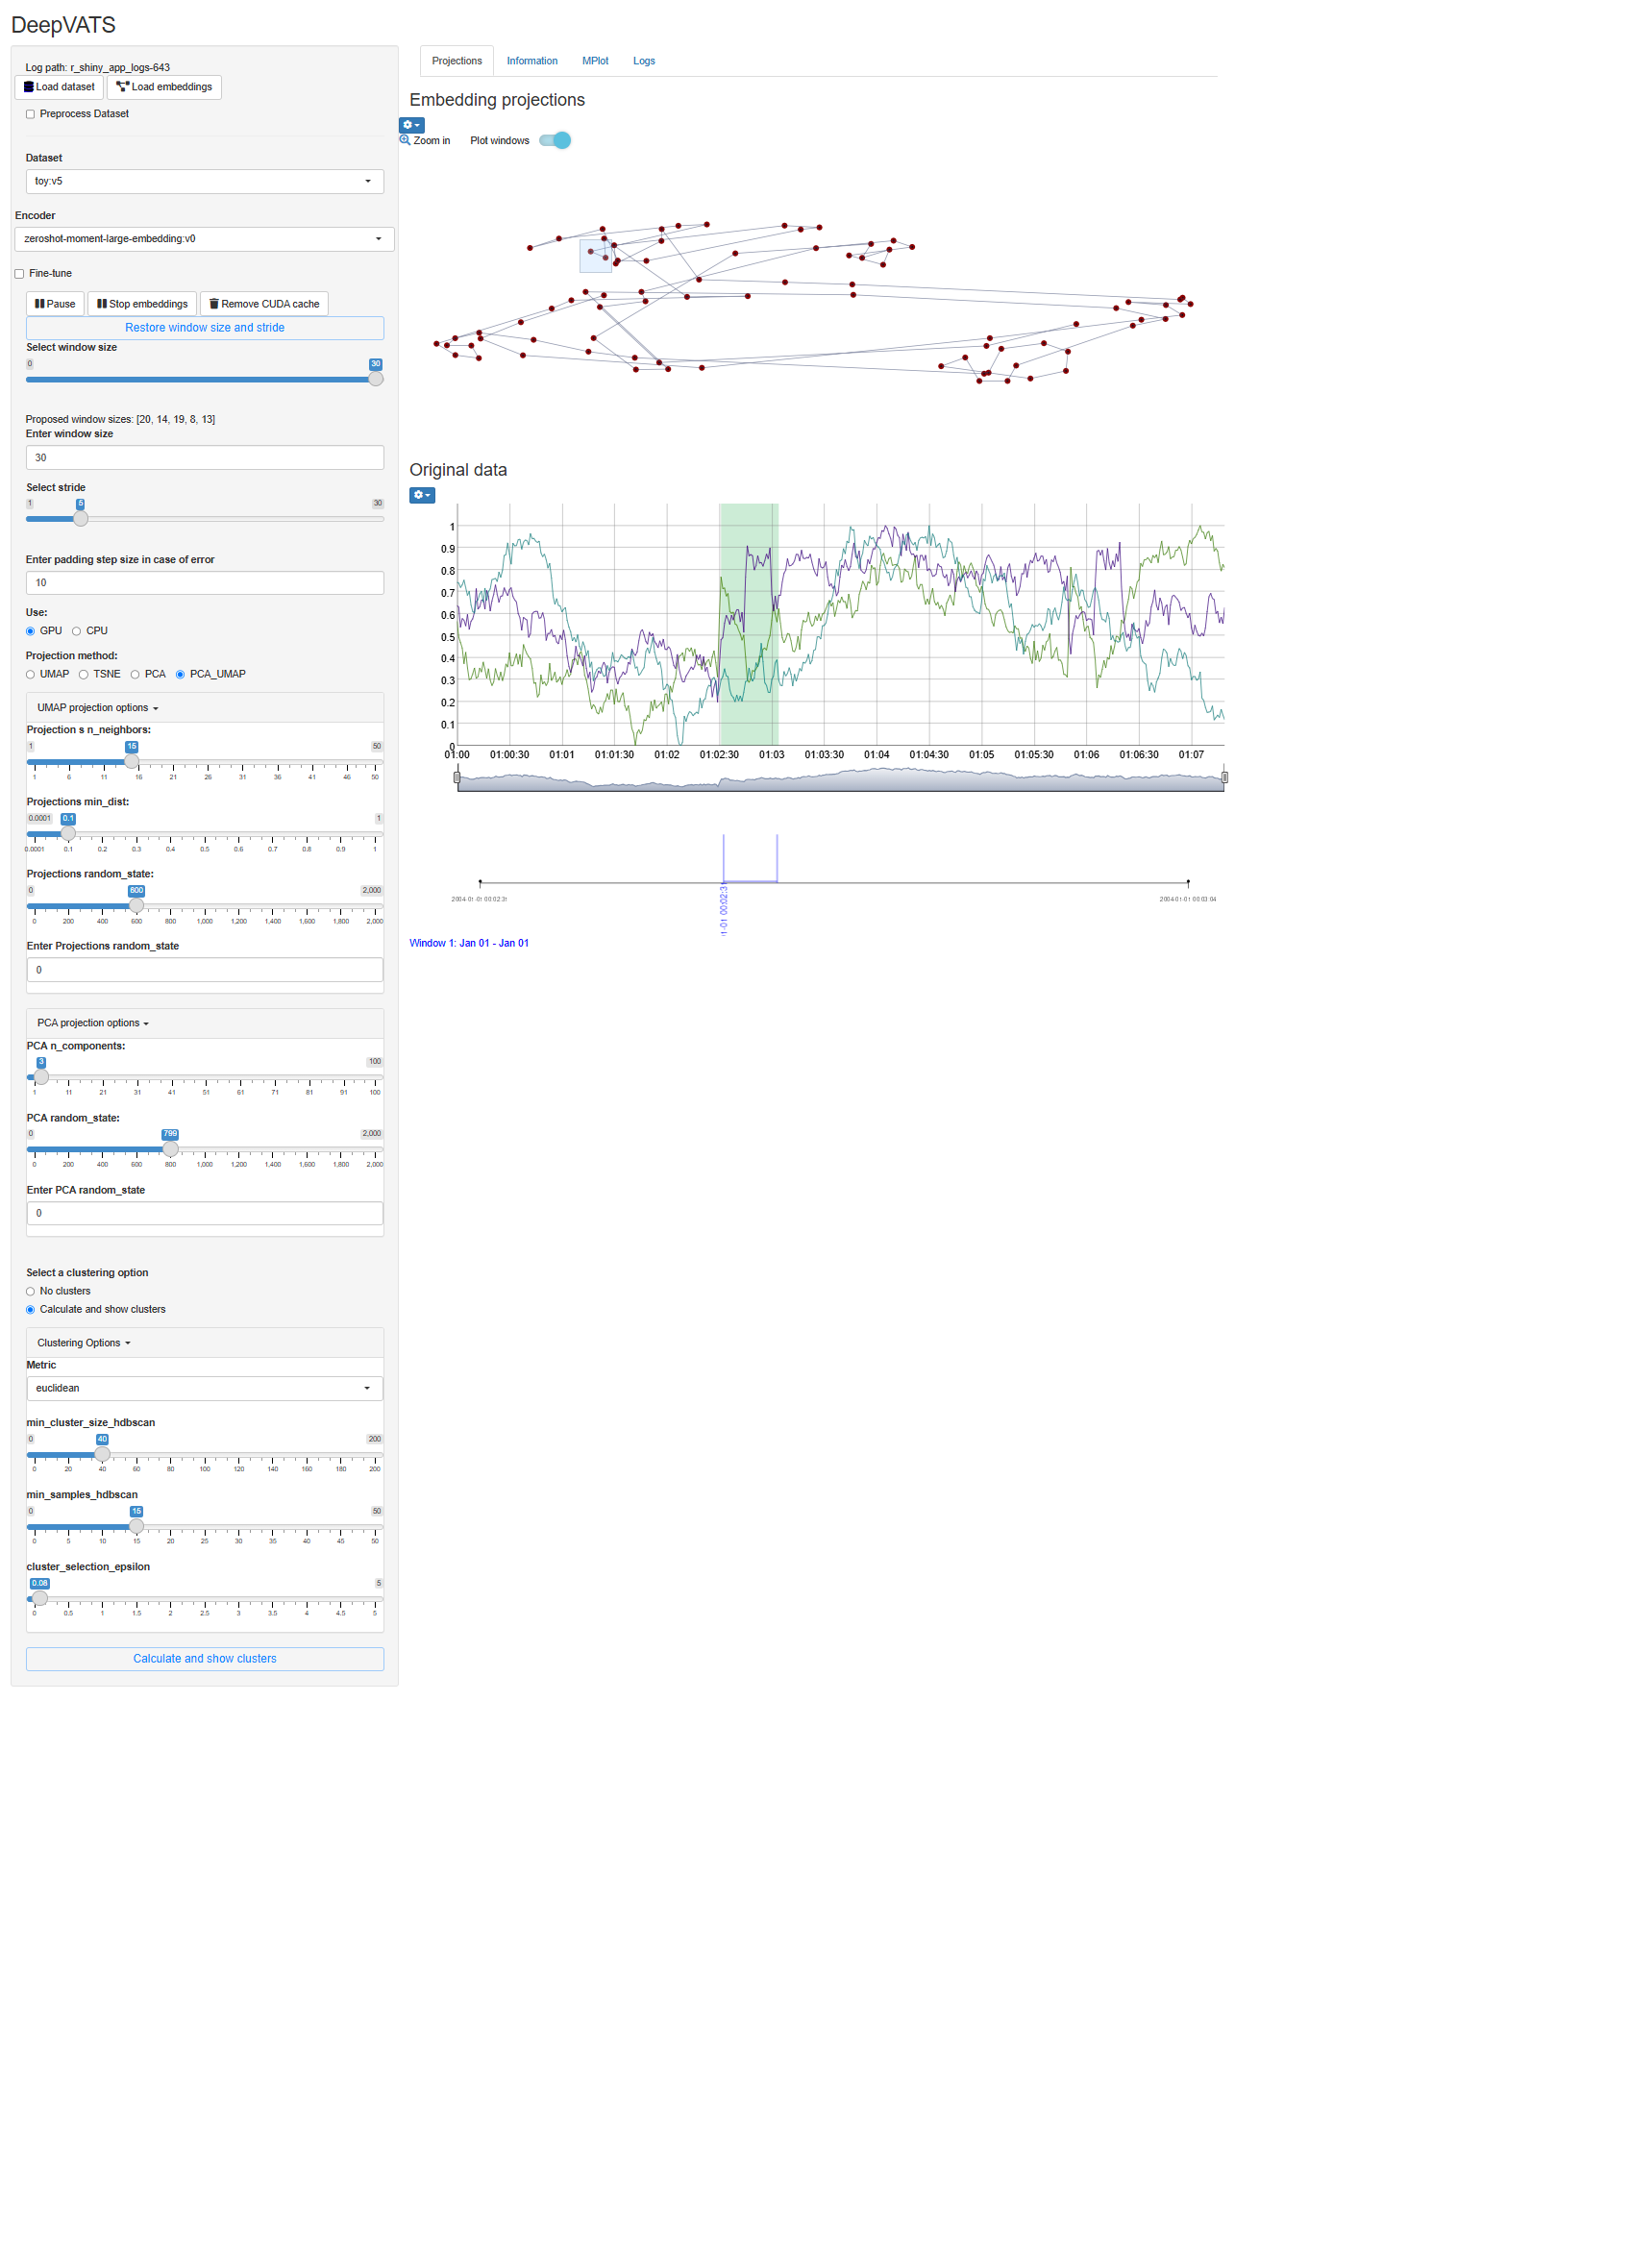 DeepVATS
Log path: r_shiny_app_logs-643
Load dataset Load embeddings
Preprocess Dataset
Dataset
toy:v5
Encoder
zeroshot-moment-large-embedding:v0
Fine-tune
Pause Stop embeddings Remove CUDA cache
Restore window size and stride
Select window size
0 30
Proposed window sizes: [20, 14, 19, 8, 13]
Enter window size
30
Select stride
1 30
Enter padding step size in case of error
10
Use:
GPU CPU
Projection method:
UMAP TSNE PCA PCA_UMAP
UMAP projection options
Projection s n_neighbors:
1 15 50
1 6 11 16 21 26 31 36 41 46 50
Projections min_dist:
0.0001 0.1 1
0.0001 0.1 0.2 0.3 0.4 0.5 0.6 0.7 0.8 0.9 1
Projections random_state:
0 600 2,000
0 200 400 600 800 1,000 1,200 1,400 1,600 1,800 2,000
Enter Projections random_state
0
PCA projection options
PCA n_components:
3 100
1 11 21 31 41 51 61 71 81 91 100
PCA random_state:
0 799 2,000
0 200 400 600 800 1,000 1,200 1,400 1,600 1,800 2,000
Enter PCA random_state
0
Select a clustering option
No clusters
Calculate and show clusters
Clustering Options
Metric
euclidean
min_cluster_size_hdbscan
0 40 200
0 20 40 60 80 100 120 140 160 180 200
min_samples_hdbscan
0 15 50
0 5 10 15 20 25 30 35 40 45 50
cluster_selection_epsilon
0.08 5
0 0.5 1 1.5 2 2.5 3 3.5 4 4.5 5
Calculate and show clusters
Projections Information MPlot Logs
Embedding projections
Zoom in Plot windows
Original data
1
0.9
0.8
0.7
0.6
0.5
0.4
0.3
0.2
0.1
0
01:00 01:00:30 01:01 01:01:30 01:02 01:02:30 01:03 01:03:30 01:04 01:04:30 01:05 01:05:30 01:06 01:06:30 01:07
1-01 00:02:31
2004-01-01 00:02:31 2004-01-01 00:03:04
Window 1: Jan 01 - Jan 01